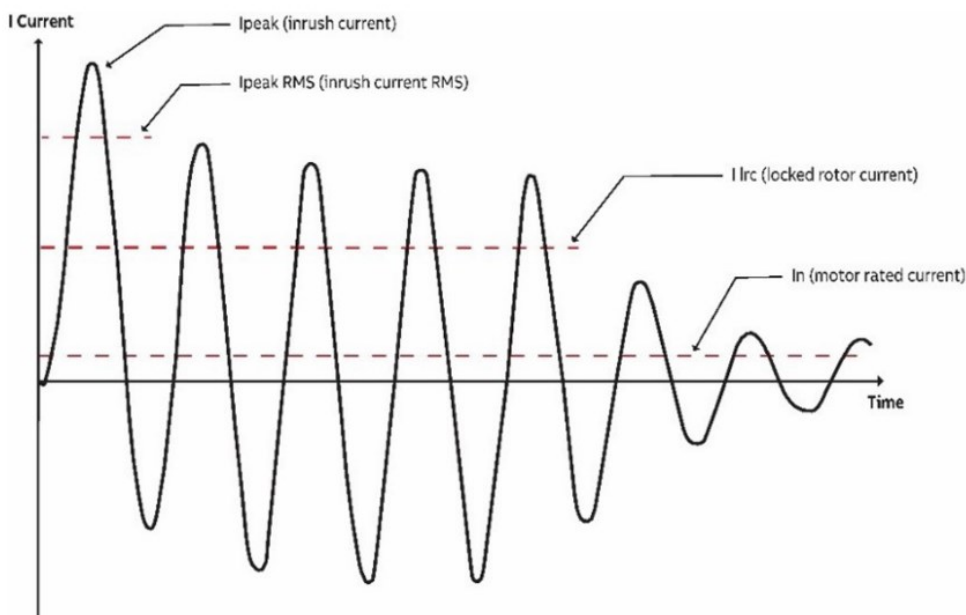 I Current
Ipeak (inrush current)
Ipeak RMS (inrush current RMS)
I lrc (locked rotor current)
In (motor rated current)
Time